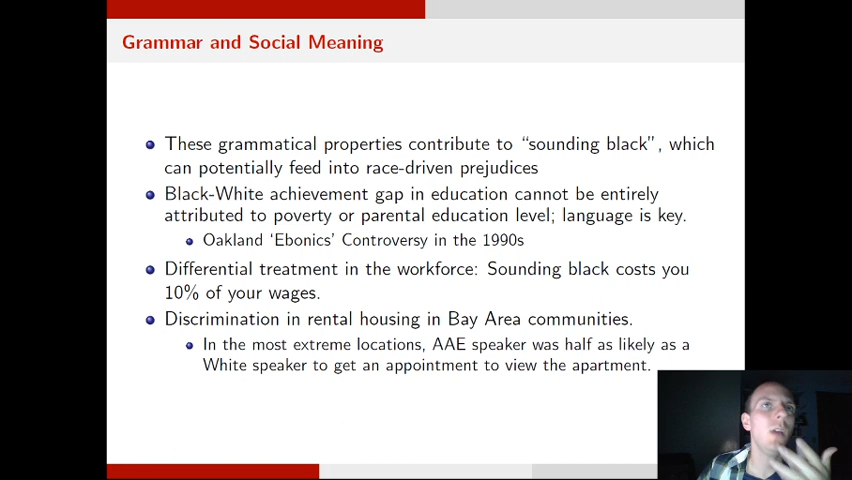 Grammar and Social Meaning
These grammatical properties contribute to “sounding black”, which
can potentially feed into race-driven prejudices
Black-White achievement gap in education cannot be entirely
attributed to poverty or parental education level; language is key.
Oakland ‘Ebonics’ Controversy in the 1990s
Differential treatment in the workforce: Sounding black costs you
10% of your wages.
Discrimination in rental housing in Bay Area communities.
In the most extreme locations, AAE speaker was half as likely as a
White speaker to get an appointment to view the apartment.